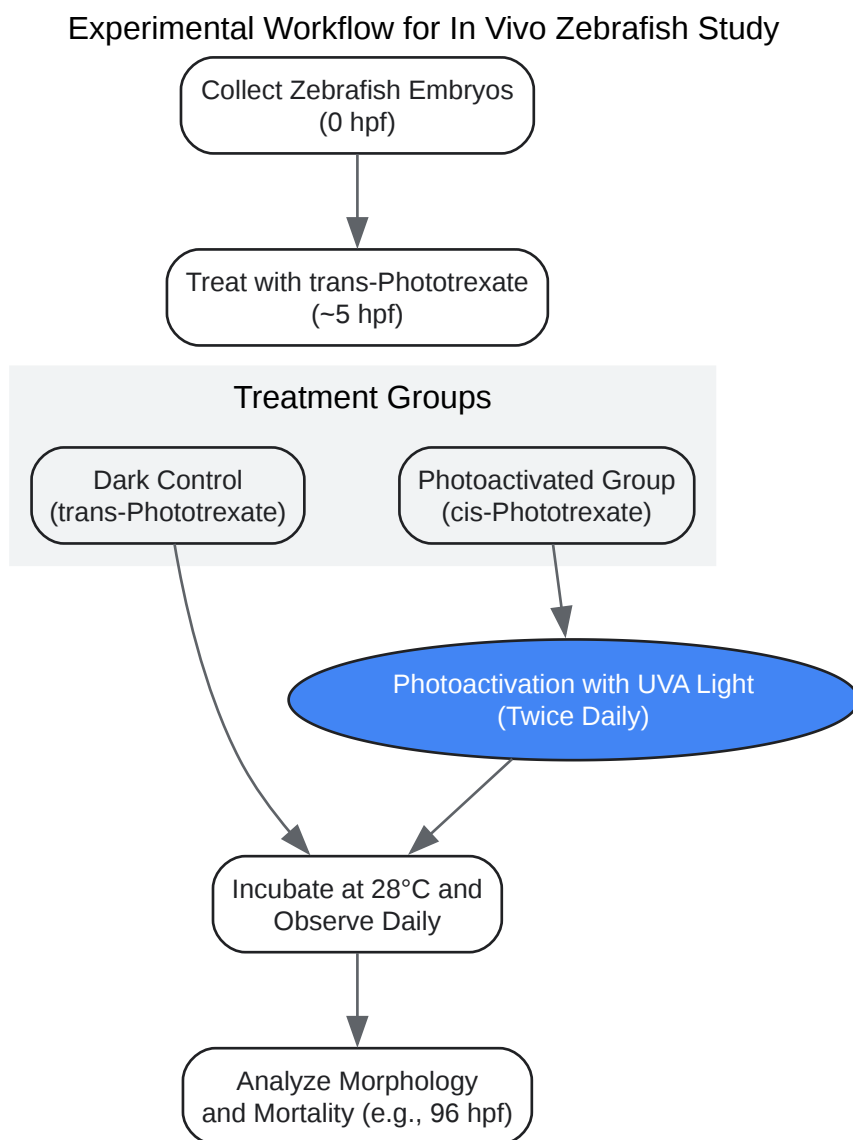 Experimental Workflow for In Vivo Zebrafish Study
Collect Zebrafish Embryos
(0 hpf)
Treat with trans-Phototrexate
(~5 hpf)
Treatment Groups
Dark Control
(trans-Phototrexate)
Photoactivated Group
(cis-Phototrexate)
Photoactivation with UVA Light
(Twice Daily)
Incubate at 28°C and
Observe Daily
Analyze Morphology
and Mortality (e.g., 96 hpf)